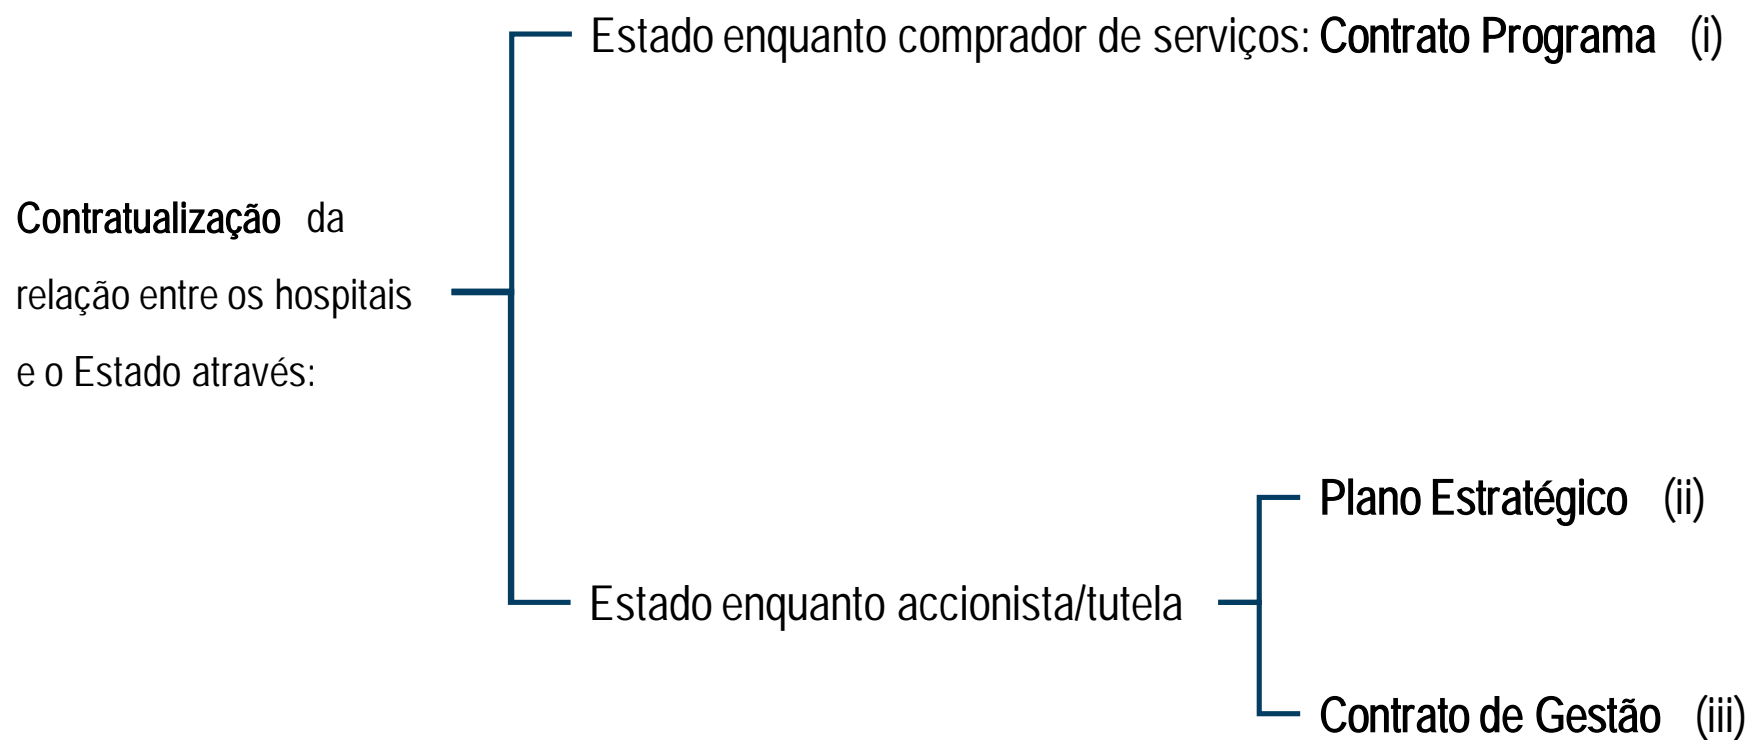 Estado enquanto comprador de serviços: Contrato Programa (i)
Contratualização da
relação entre os hospitais
e o Estado através:
Plano Estratégico (ii)
Estado enquanto accionista/tutela
Contrato de Gestão (iii)